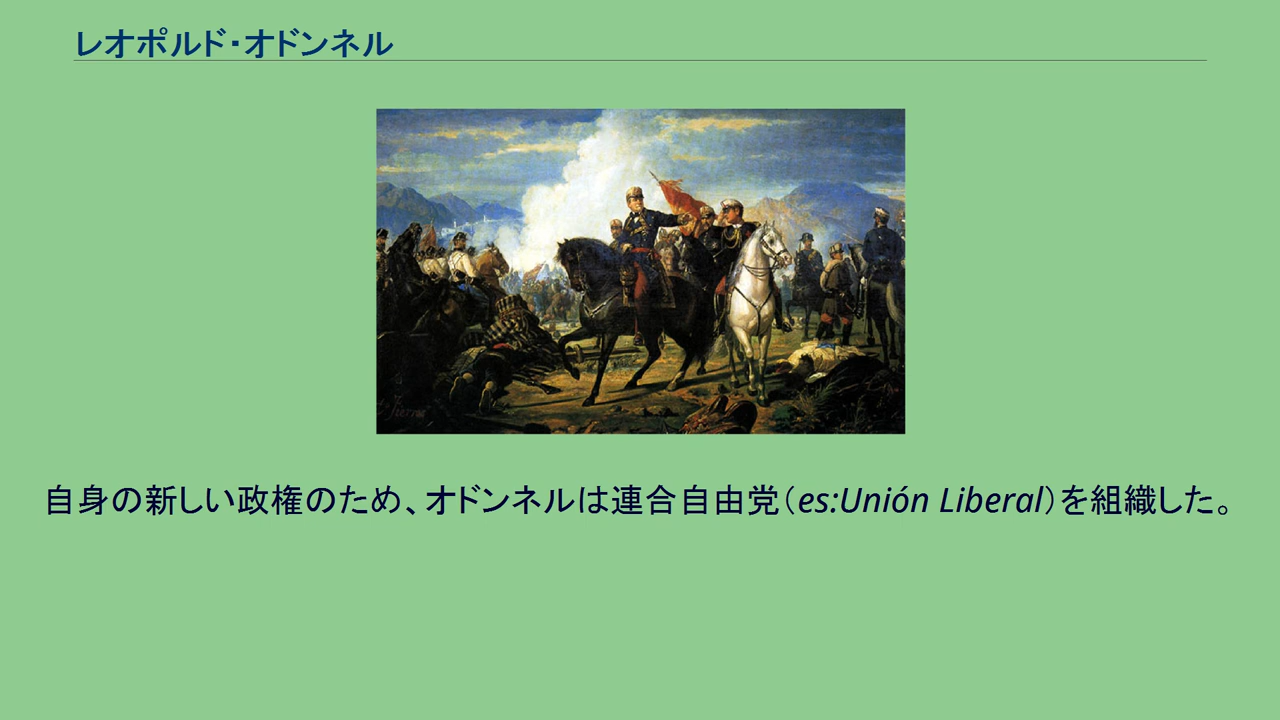 レオポルド・オドンネル
自身の新しい政権のため、オドンネルは連合自由党（es:Unión Liberal）を組織した。